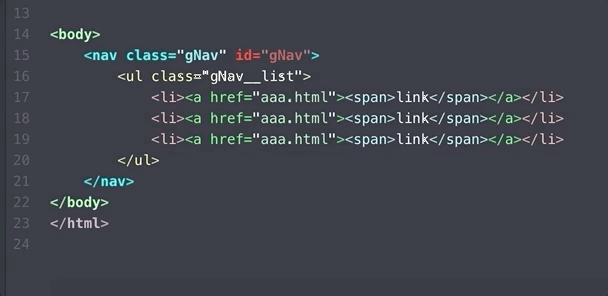 13
14 <body>
15     <nav class="gNav" id="gNav">
16         <ul class="gNav__list">
17             <li><a href="aaa.html"><span>link</span></a></li>
18             <li><a href="aaa.html"><span>link</span></a></li>
19             <li><a href="aaa.html"><span>link</span></a></li>
20         </ul>
21     </nav>
22 </body>
23 </html>
24